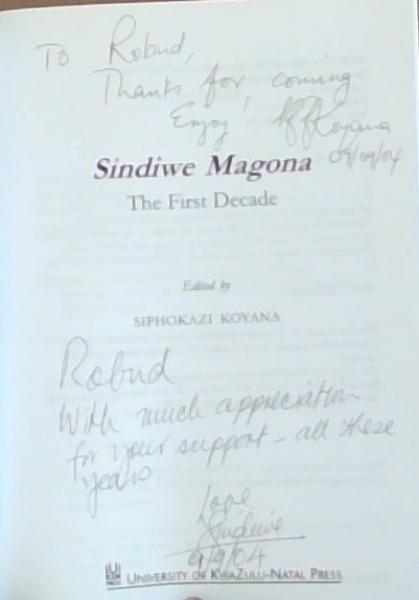 To Robud,
Thanks for coming
Enjoy! Koyana
09/09/04
Sindiwe Magona
The First Decade
Edited by
SIPHOKAZI KOYANA
Robud
With much appreciation
for your support - all these
years.
Love
Sindiwe
9/9/04
UNIVERSITY OF KWAZULU-NATAL PRESS